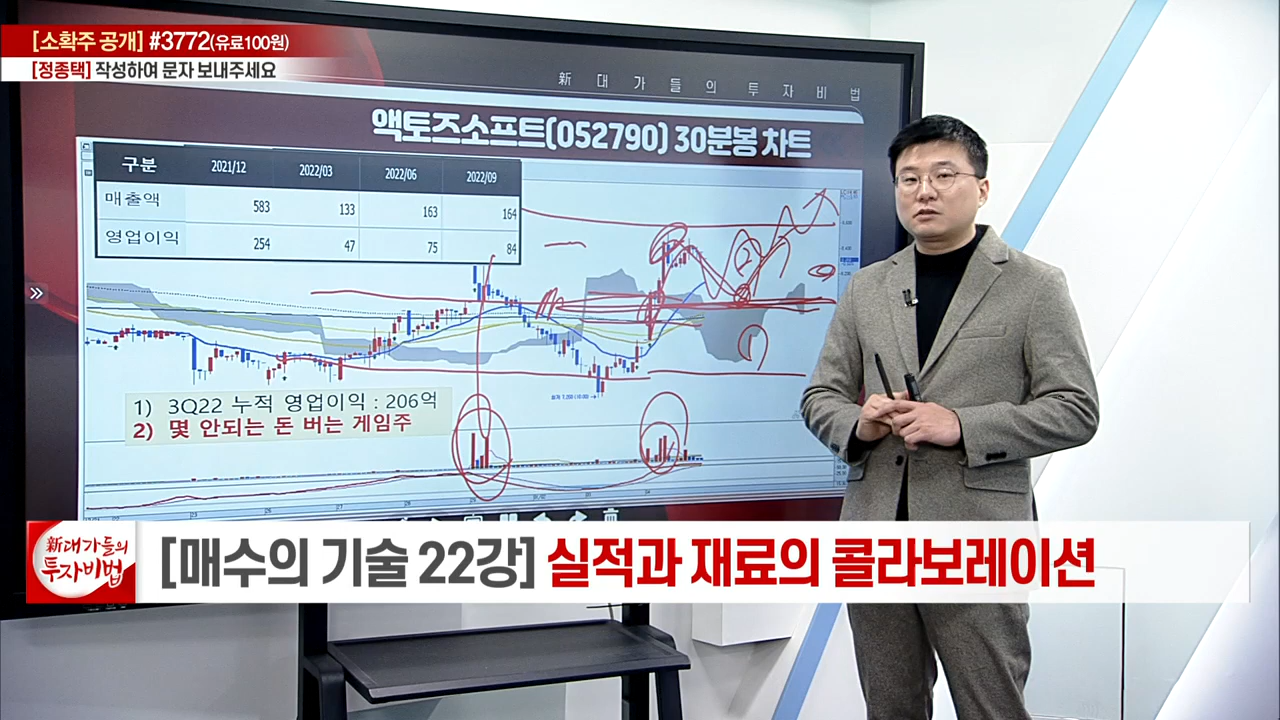 [소확주 공개] #3772(유료100원)
[정종택] 작성하여 문자 보내주세요
新 대 가 들 의 투 자 비 법
액토즈소프트(052790) 30분봉 차트
구분 2021/12 2022/03 2022/06 2022/09
매출액 583 133 163 164
영업이익 254 47 75 84
1) 3Q22 누적 영업이익 : 206억
2) 몇 안되는 돈 버는 게임주
新대가들의
투자비법
[매수의 기술 22강] 실적과 재료의 콜라보레이션